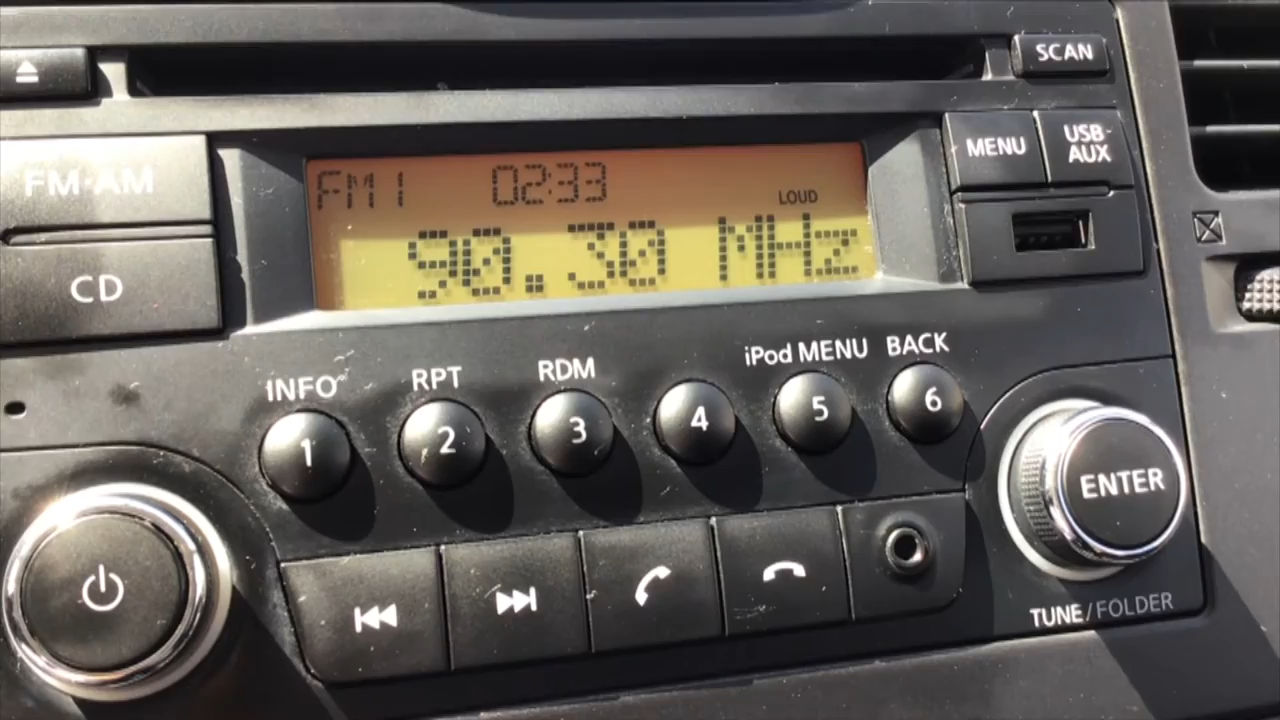 SCAN
FM·AM
MENU
USB·
AUX
FM1 02:33 LOUD
90.30 MHz
CD
INFO RPT RDM iPod MENU BACK
1 2 3 4 5 6
ENTER
TUNE/FOLDER